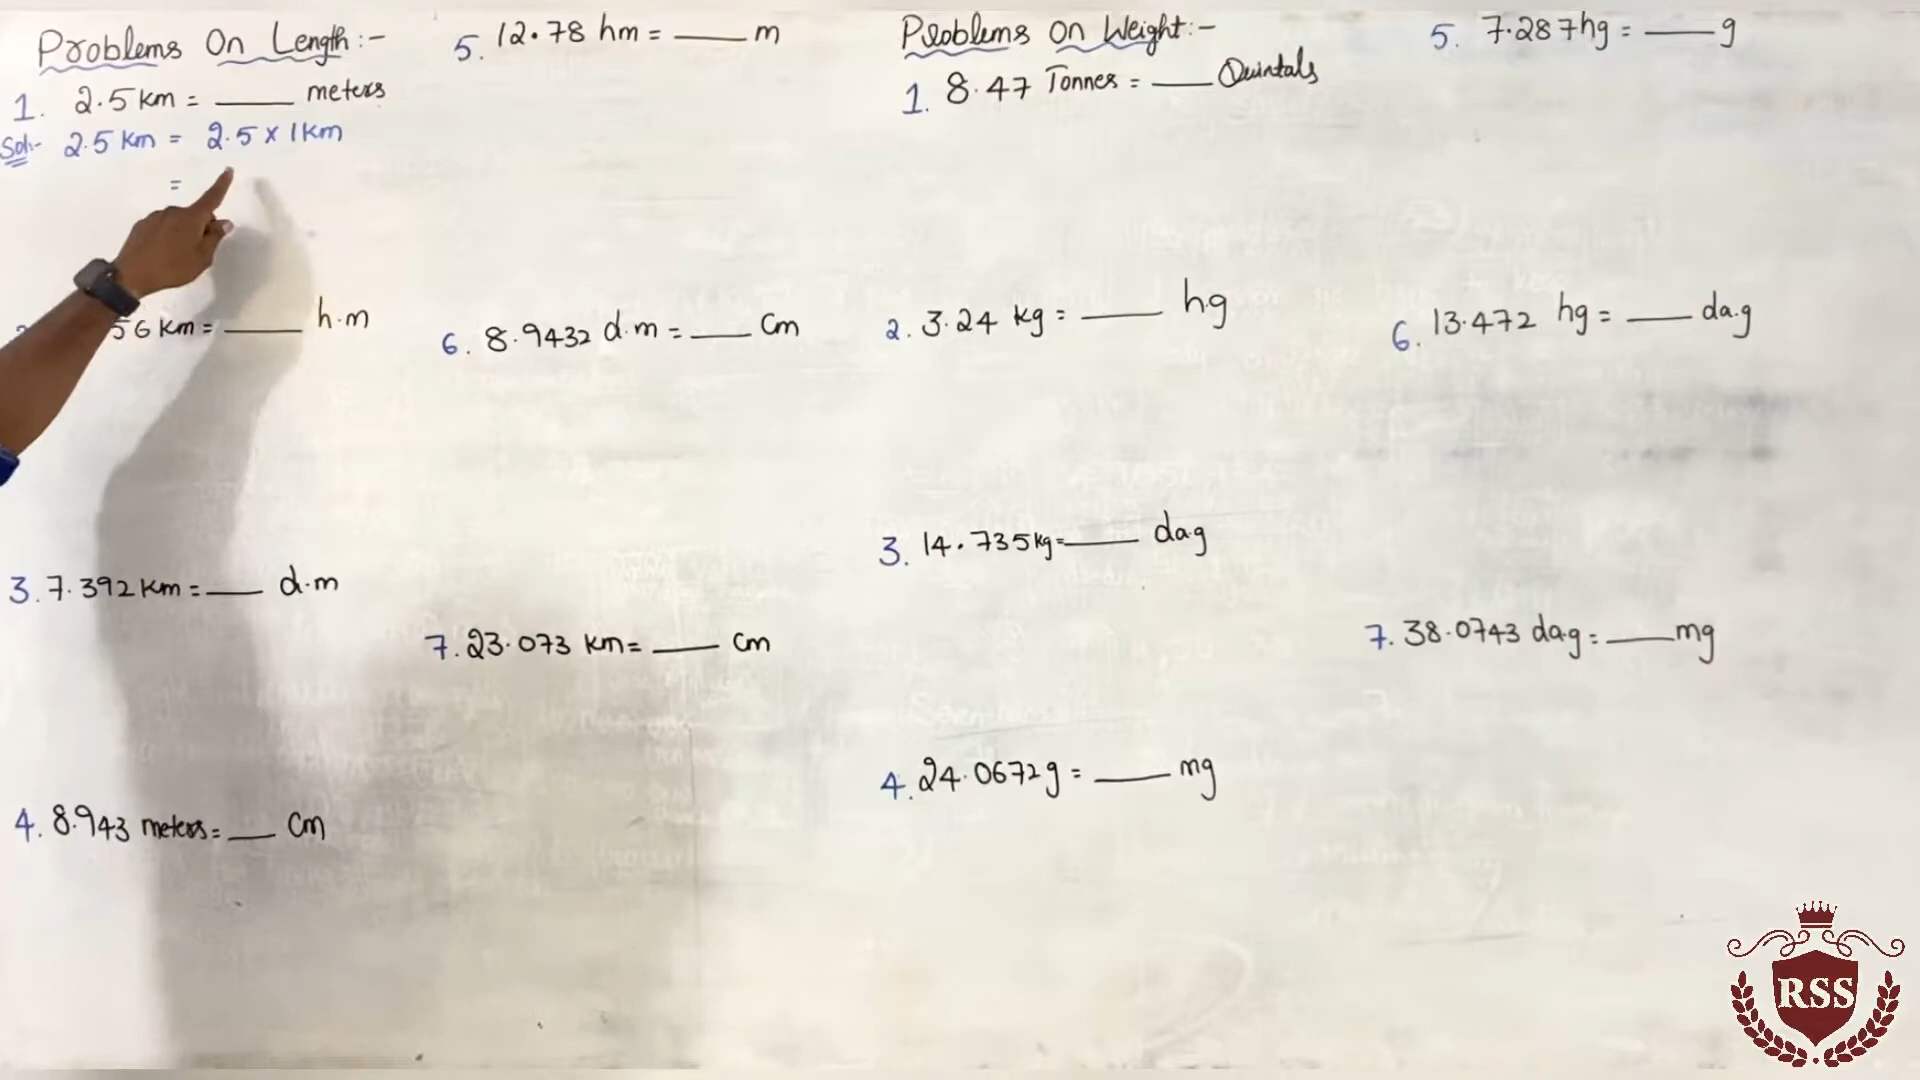 Problems On Length:-
1. 2.5 km = ____ meters
Sol:- 2.5 km = 2.5 x 1km
=
56 km = ____ h.m
3. 7.392 km = ____ d.m
4. 8.943 meters = ____ cm
5. 12.78 hm = ____ m
6. 8.9432 d.m = ____ cm
7. 23.073 km = ____ cm
Problems On Weight:-
1. 8.47 Tonnes = ____ Quintals
2. 3.24 kg = ____ h.g
3. 14.735 kg = ____ da.g
4. 24.0672 g = ____ mg
5. 7.287 hg = ____ g
6. 13.472 hg = ____ da.g
7. 38.0743 da.g = ____ mg
RSS